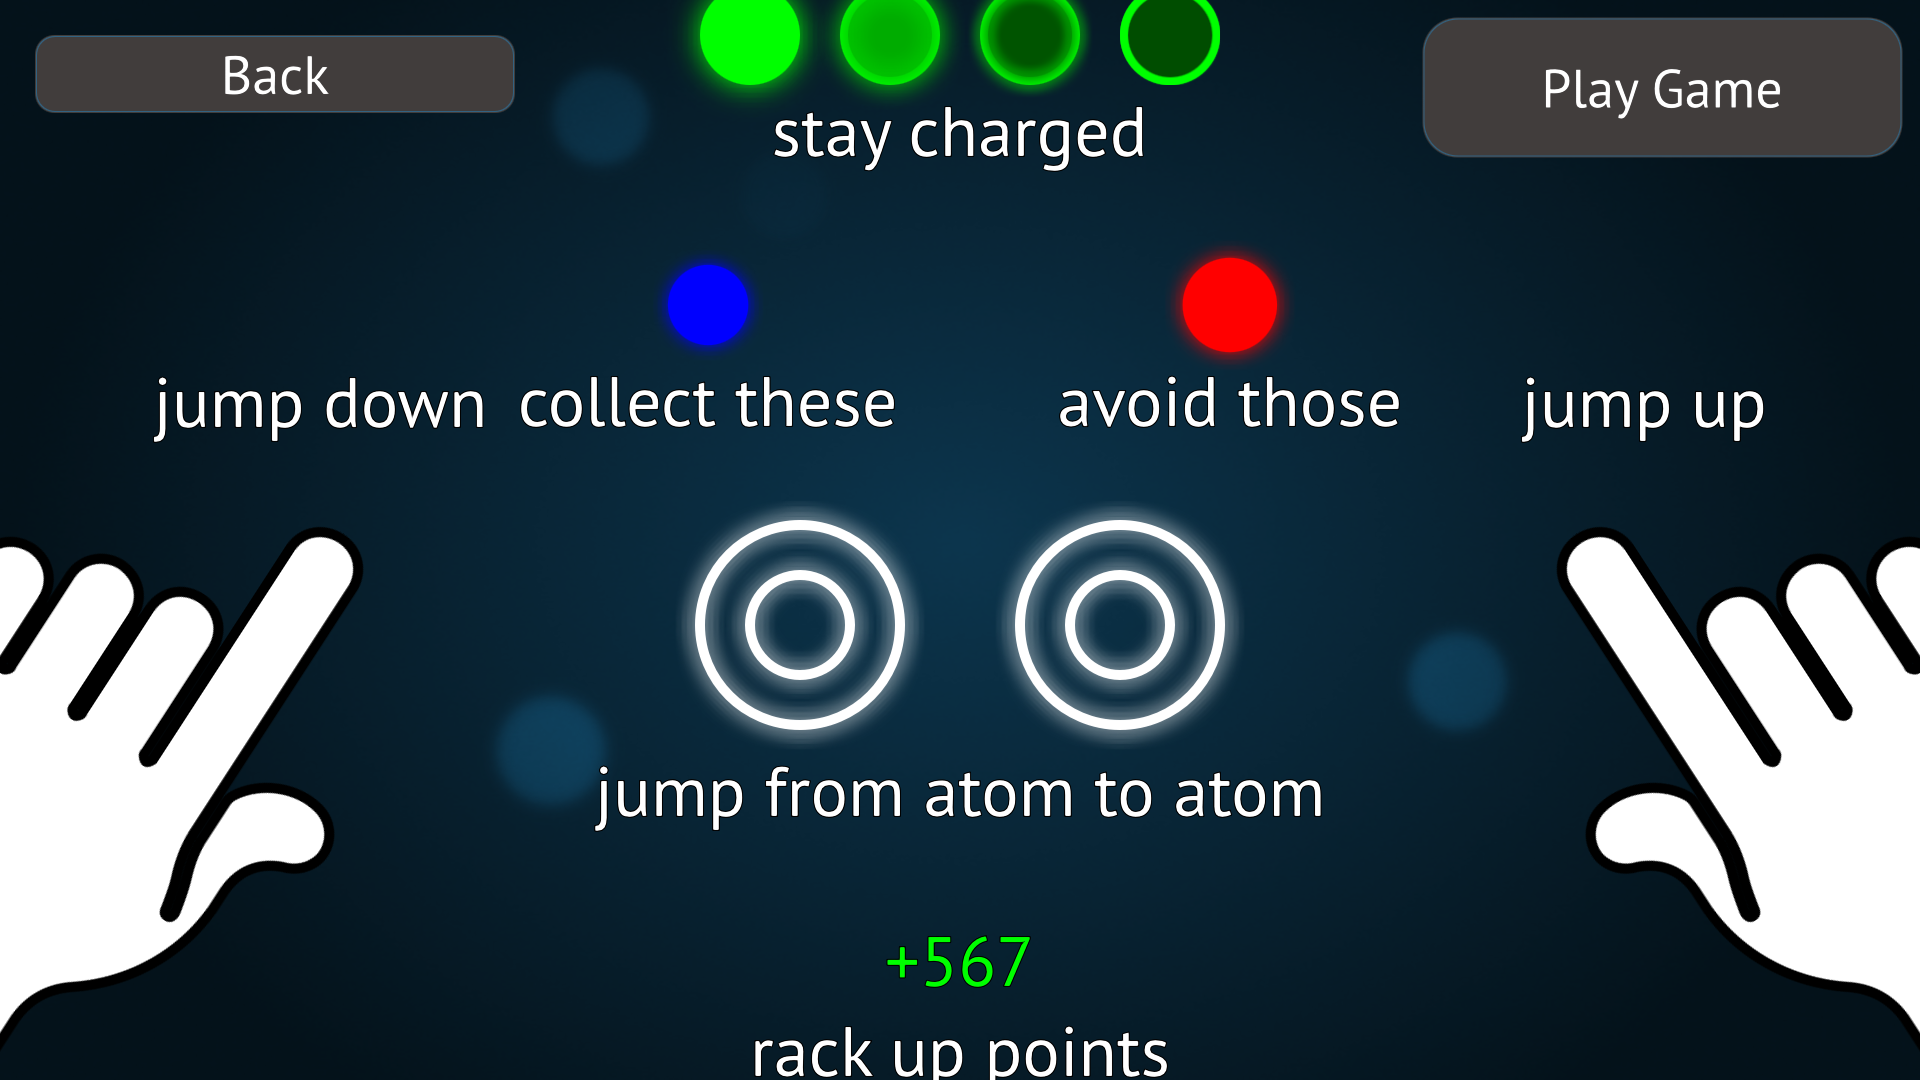 Back
Play Game
stay charged
jump down
collect these
avoid those
jump up
jump from atom to atom
+567
rack up points